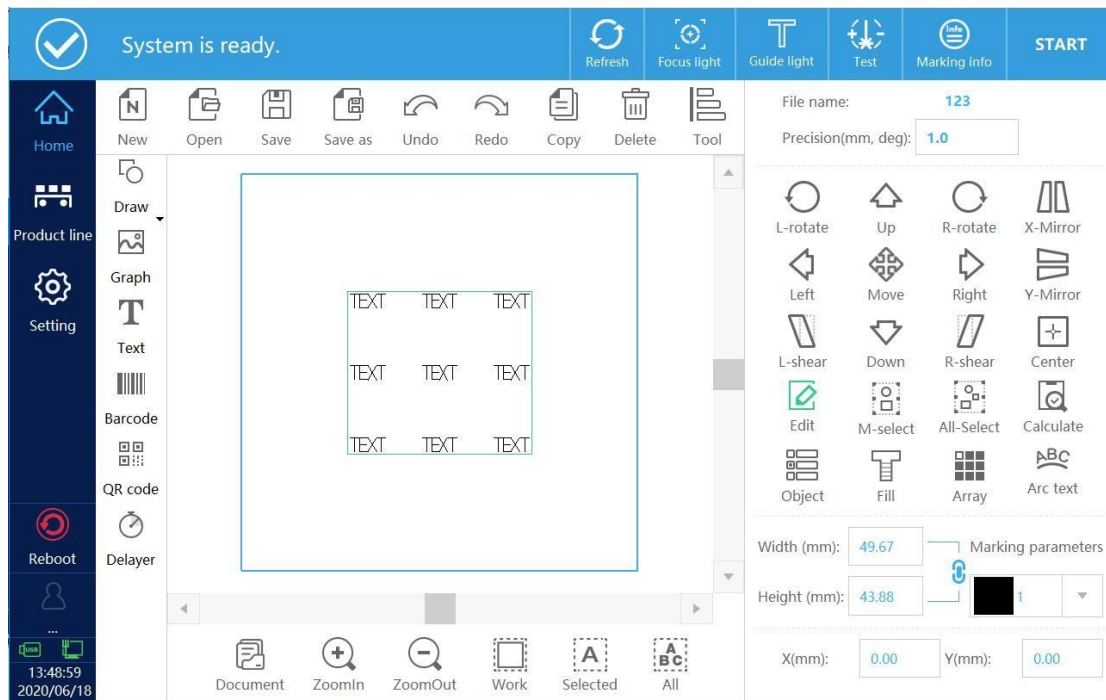 System is ready.
Refresh
Focus light
Guide light
Test
Info
Marking info
START
Home
Product line
Setting
Reboot
...
USB
13:48:59
2020/06/18
N
New
Open
Save
Save as
Undo
Redo
Copy
Delete
Tool
Draw
Graph
T
Text
Barcode
QR code
Delayer
TEXT TEXT TEXT
TEXT TEXT TEXT
TEXT TEXT TEXT
Document
ZoomIn
ZoomOut
Work
A
Selected
A
B C
All
File name: 123
Precision(mm, deg): 1.0
L-rotate
Up
R-rotate
X-Mirror
Left
Move
Right
Y-Mirror
L-shear
Down
R-shear
Center
Edit
M-select
All-Select
Calculate
Object
Fill
Array
ABC
Arc text
Width (mm): 49.67
Marking parameters
Height (mm): 43.88
1
X(mm): 0.00 Y(mm): 0.00